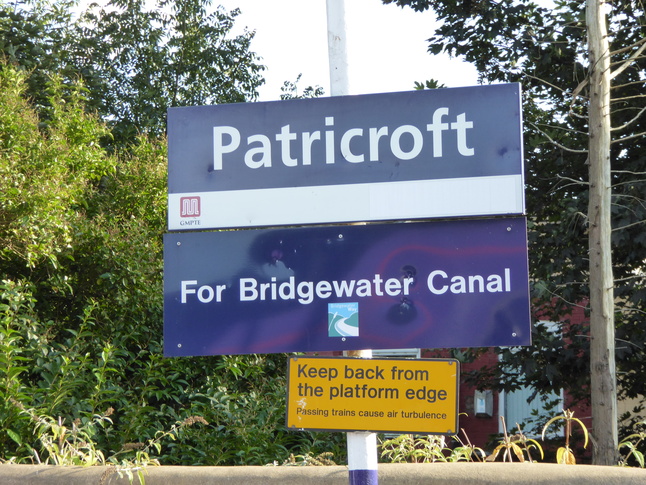 Patricroft
GMPTE
For Bridgewater Canal
Keep back from
the platform edge
Passing trains cause air turbulence